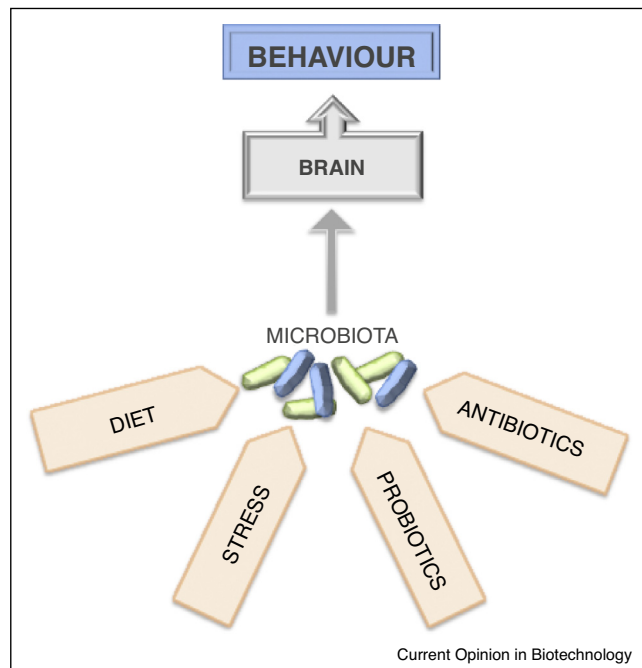 BEHAVIOUR
BRAIN
MICROBIOTA
DIET
STRESS
PROBIOTICS
ANTIBIOTICS
Current Opinion in Biotechnology